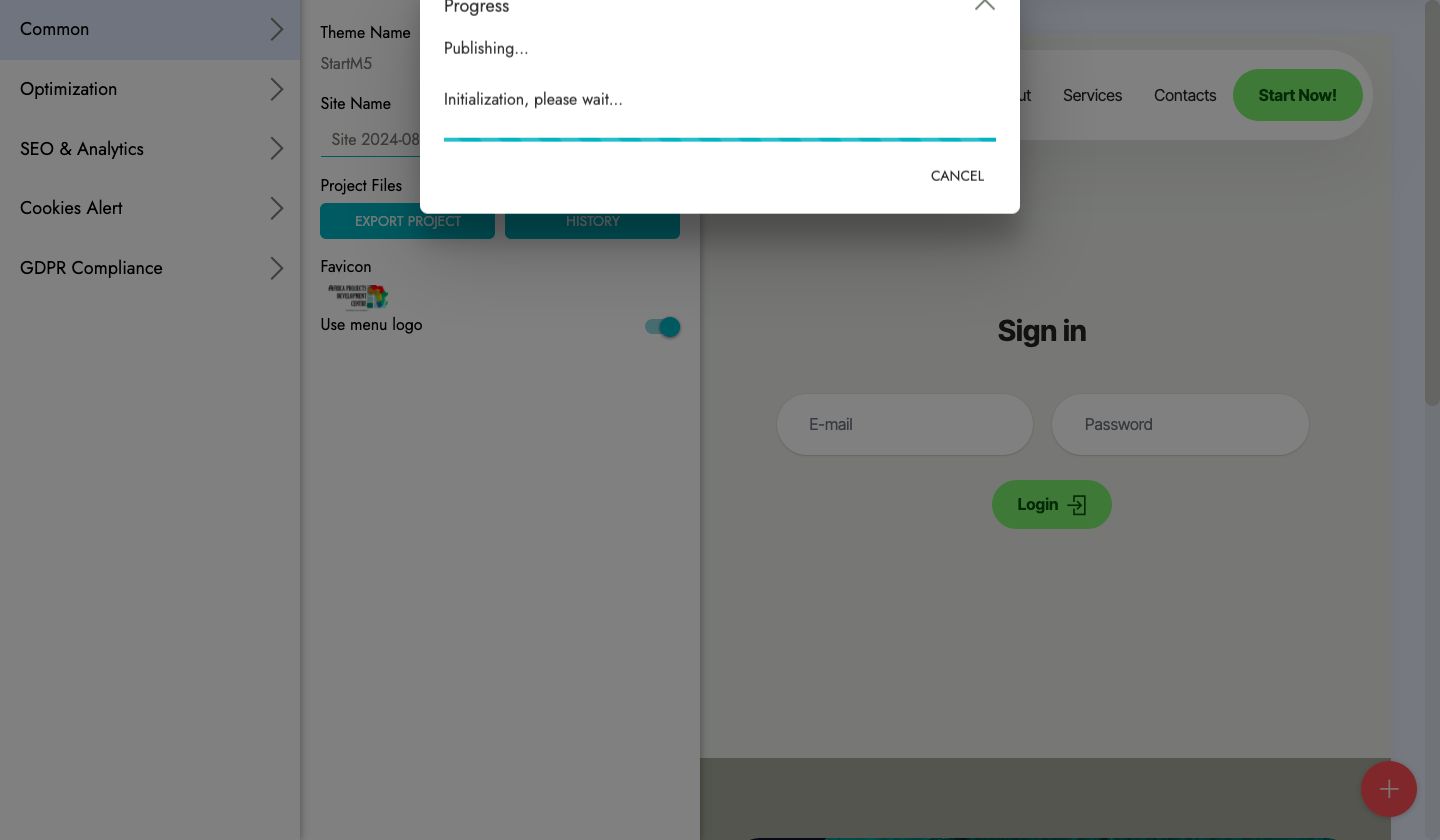 Common
Optimization
SEO & Analytics
Cookies Alert
GDPR Compliance
Theme Name
StartM5
Site Name
Site 2024-08
Project Files
EXPORT PROJECT
HISTORY
Favicon
AFRICA PROJECTS
DEVELOPMENT
CENTRE
Use menu logo
Progress
Publishing...
Initialization, please wait...
CANCEL
Services
Contacts
Start Now!
Sign in
E-mail
Password
Login